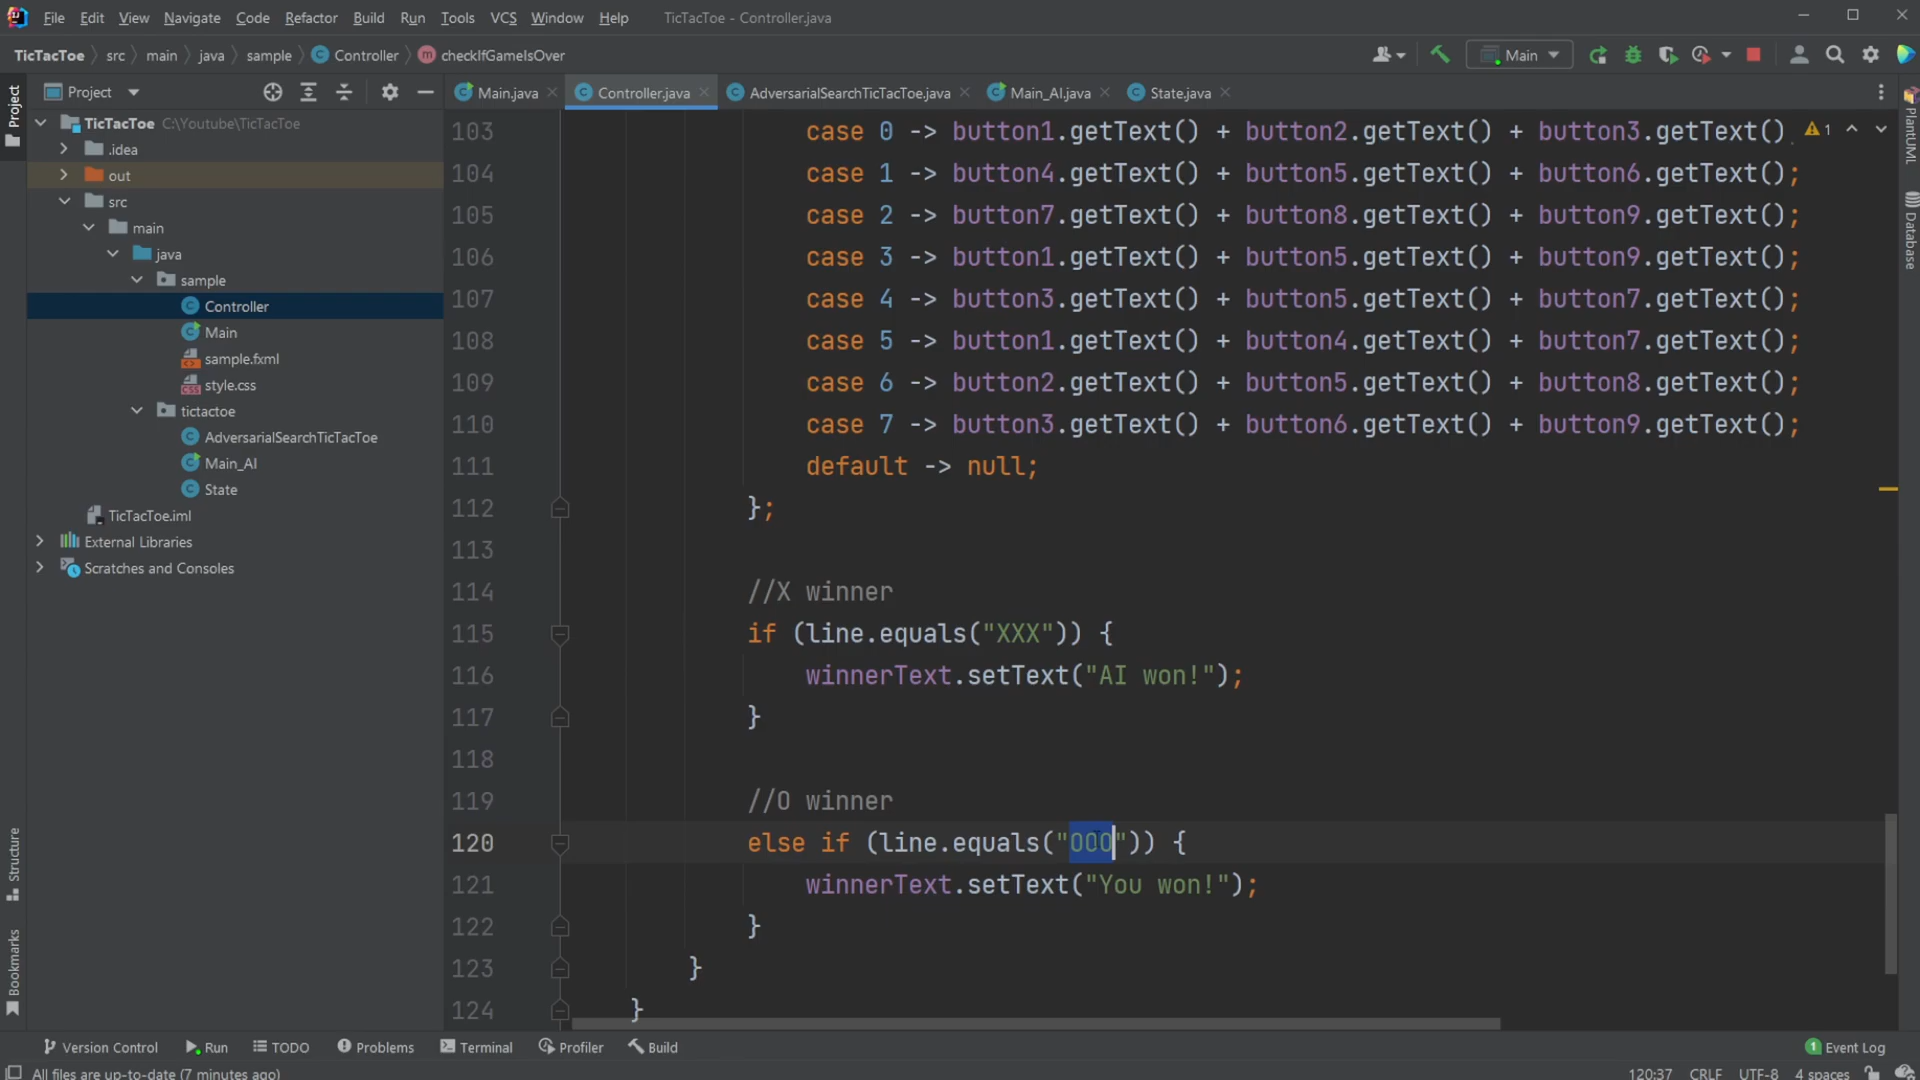 File Edit View Navigate Code Refactor Build Run Tools VCS Window Help TicTacToe - Controller.java
TicTacToe src main java sample Controller checkIfGameIsOver Main
Project
Project
Main.java Controller.java AdversarialSearchTicTacToe.java Main_AI.java State.java
TicTacToe C:\Youtube\TicTacToe
.idea
out
src
main
java
sample
Controller
Main
sample.fxml
style.css
tictactoe
AdversarialSearchTicTacToe
Main_AI
State
TicTacToe.iml
External Libraries
Scratches and Consoles
103 case 0 -> button1.getText() + button2.getText() + button3.getText()
1
104 case 1 -> button4.getText() + button5.getText() + button6.getText();
105 case 2 -> button7.getText() + button8.getText() + button9.getText();
106 case 3 -> button1.getText() + button5.getText() + button9.getText();
107 case 4 -> button3.getText() + button5.getText() + button7.getText();
108 case 5 -> button1.getText() + button4.getText() + button7.getText();
109 case 6 -> button2.getText() + button5.getText() + button8.getText();
110 case 7 -> button3.getText() + button6.getText() + button9.getText();
111 default -> null;
112 };
113
114 //X winner
115 if (line.equals("XXX")) {
116 winnerText.setText("AI won!");
117 }
118
119 //O winner
120 else if (line.equals("OOO")) {
121 winnerText.setText("You won!");
122 }
123 }
124 }
PlantUML
Database
Structure
Bookmarks
Version Control Run TODO Problems Terminal Profiler Build 1 Event Log
All files are up-to-date (7 minutes ago) 120:37 CRLF UTF-8 4 spaces